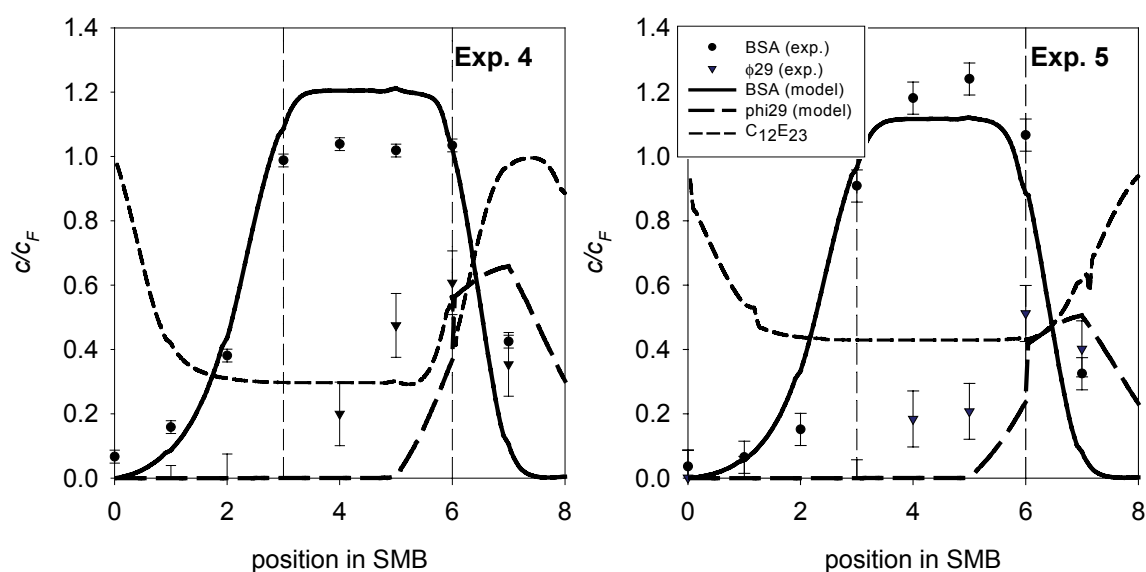 1.4
1.2
1.0
0.8
0.6
0.4
0.2
0.0
c/c_F
Exp. 4
0 2 4 6 8
position in SMB
1.4
1.2
1.0
0.8
0.6
0.4
0.2
0.0
c/c_F
BSA (exp.)
ϕ29 (exp.)
BSA (model)
phi29 (model)
C12E23
Exp. 5
0 2 4 6 8
position in SMB